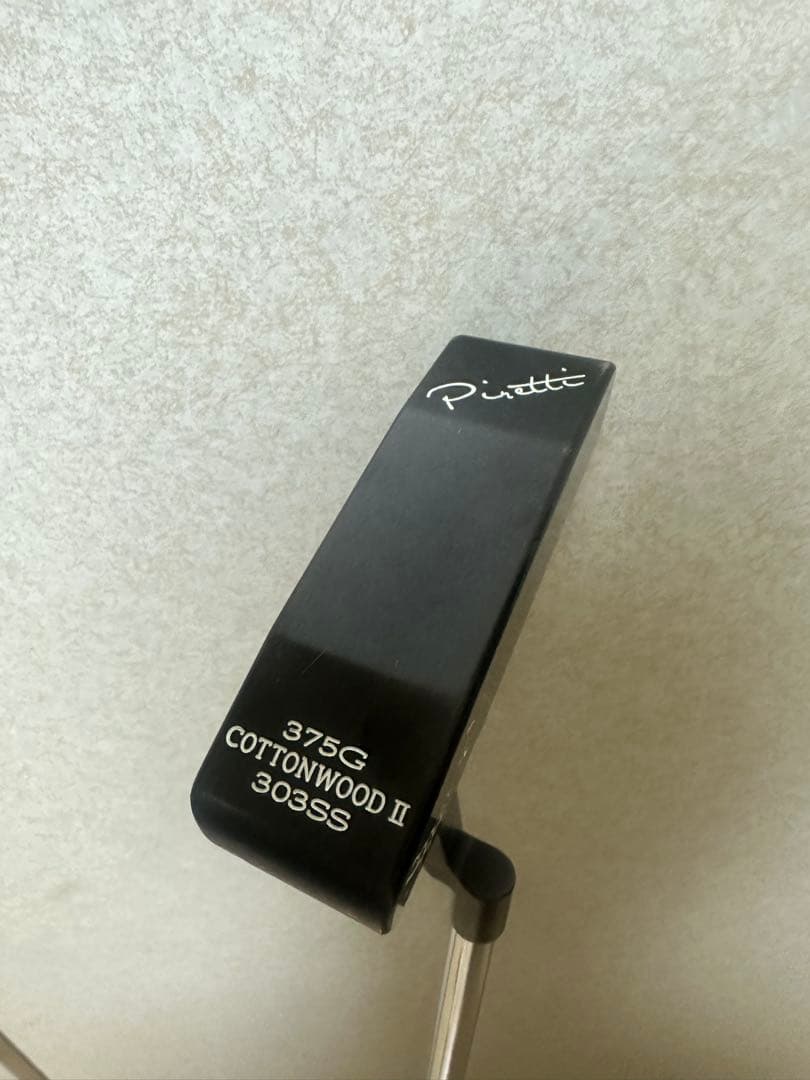 Piretti
375G
COTTONWOOD II
303SS